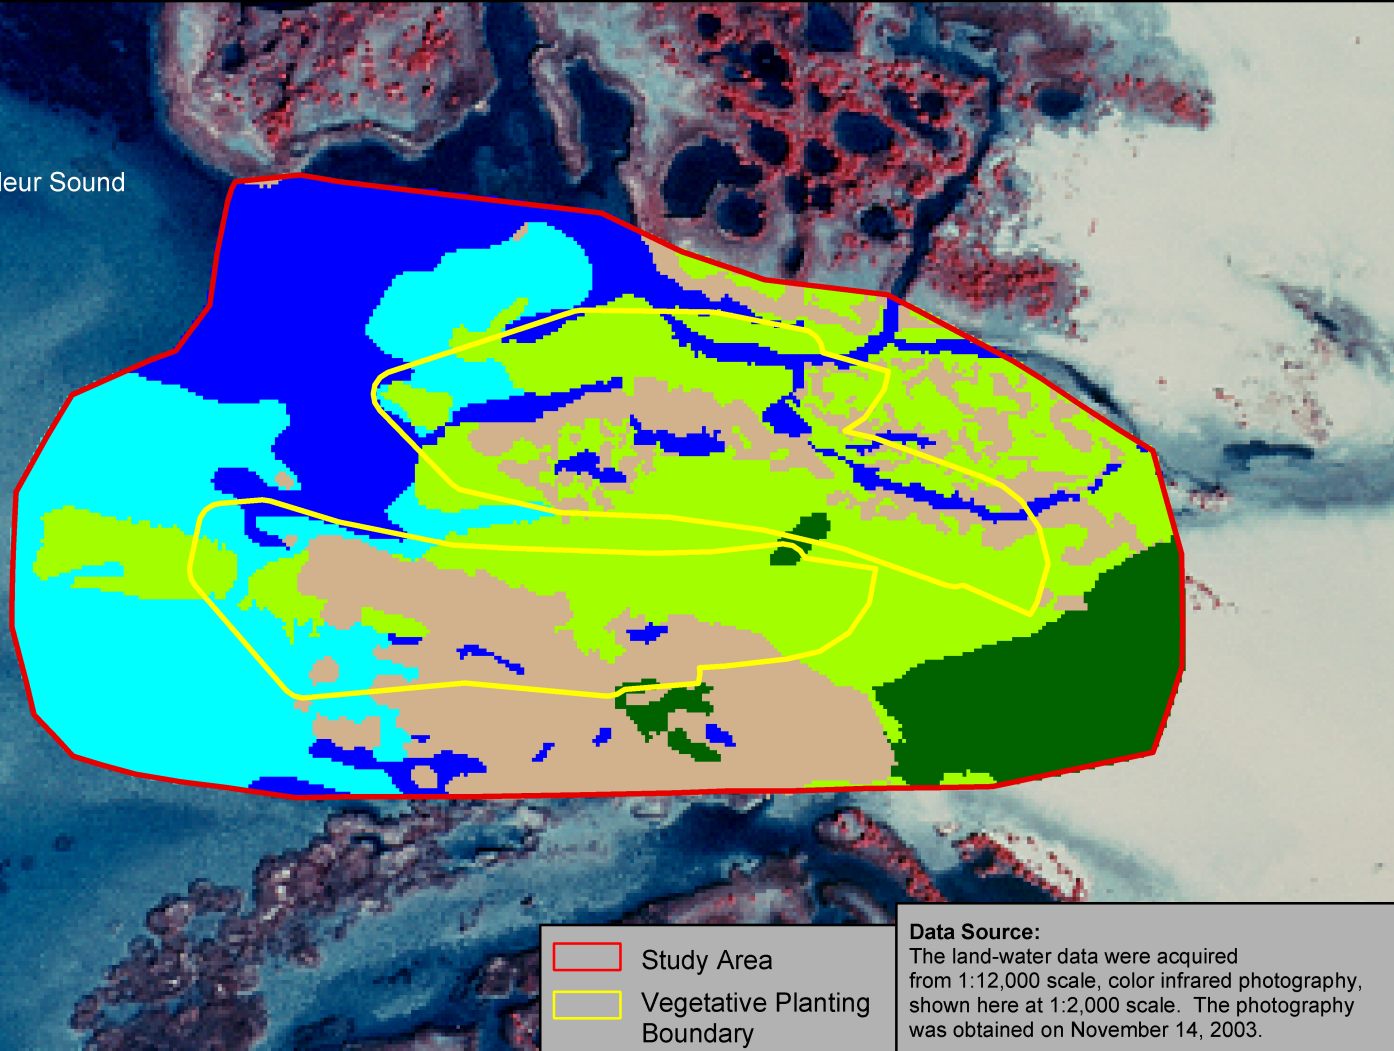 leur Sound
Study Area
Vegetative Planting
Boundary
Data Source:
The land-water data were acquired
from 1:12,000 scale, color infrared photography,
shown here at 1:2,000 scale.  The photography
was obtained on November 14, 2003.